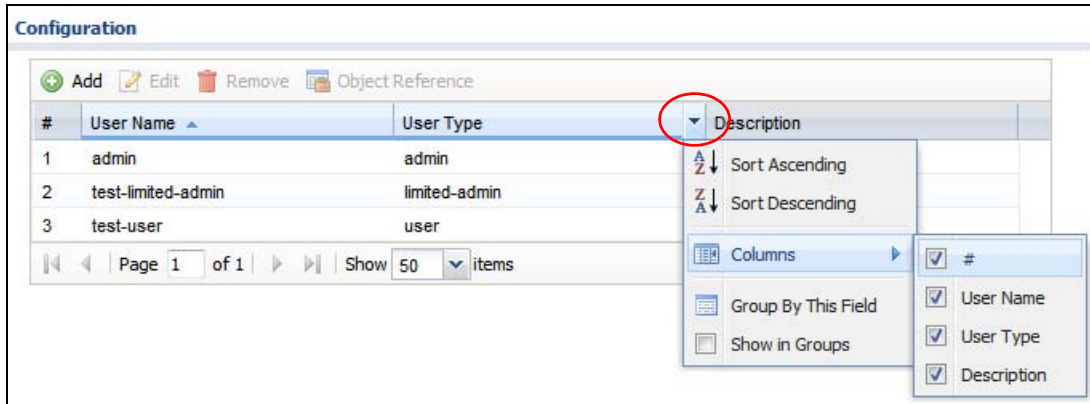 Configuration
Add Edit Remove Object Reference
# User Name User Type Description
1 admin admin
2 test-limited-admin limited-admin
3 test-user user
Page 1 of 1 Show 50 items
Sort Ascending
Sort Descending
Columns
Group By This Field
Show in Groups
#
User Name
User Type
Description